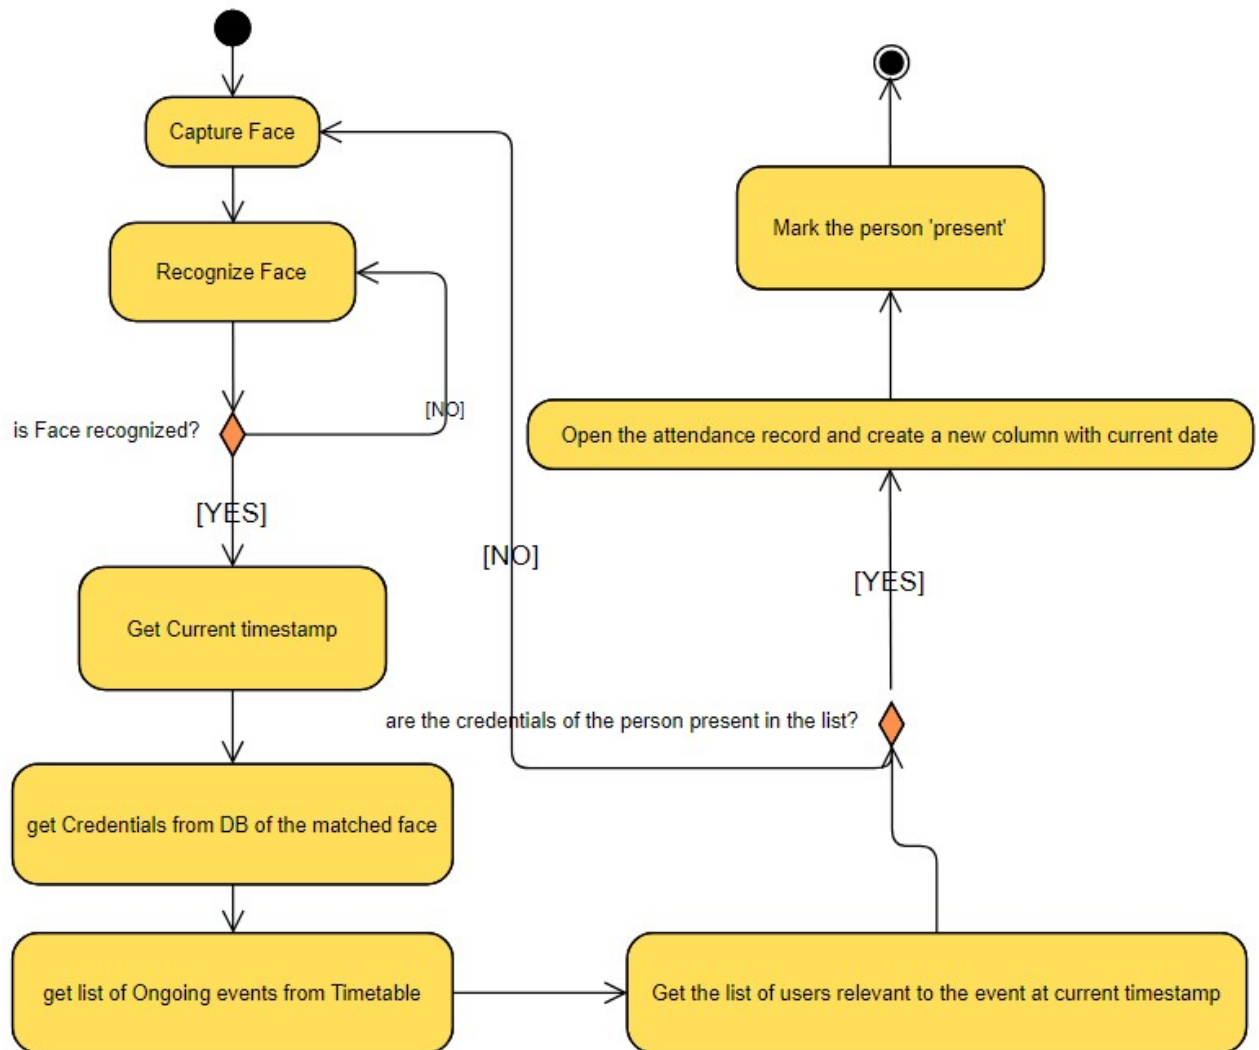 Capture Face
Recognize Face
is Face recognized?
[NO]
[YES]
Get Current timestamp
get Credentials from DB of the matched face
get list of Ongoing events from Timetable
Get the list of users relevant to the event at current timestamp
are the credentials of the person present in the list?
[NO]
[YES]
Open the attendance record and create a new column with current date
Mark the person 'present'